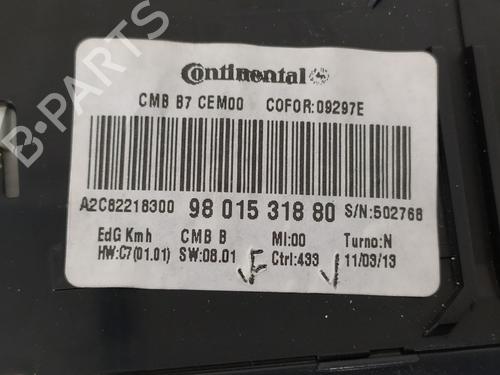 Continental
CMB B7 CEM00 COFOR:09297E
A2C82218300 98 015 318 80 S/N:502768
EdG Kmh CMB B MI:00 Turno:N
HW:C7(01.01) SW:08.01 Ctrl:433 11/03/13
F
B-PARTS